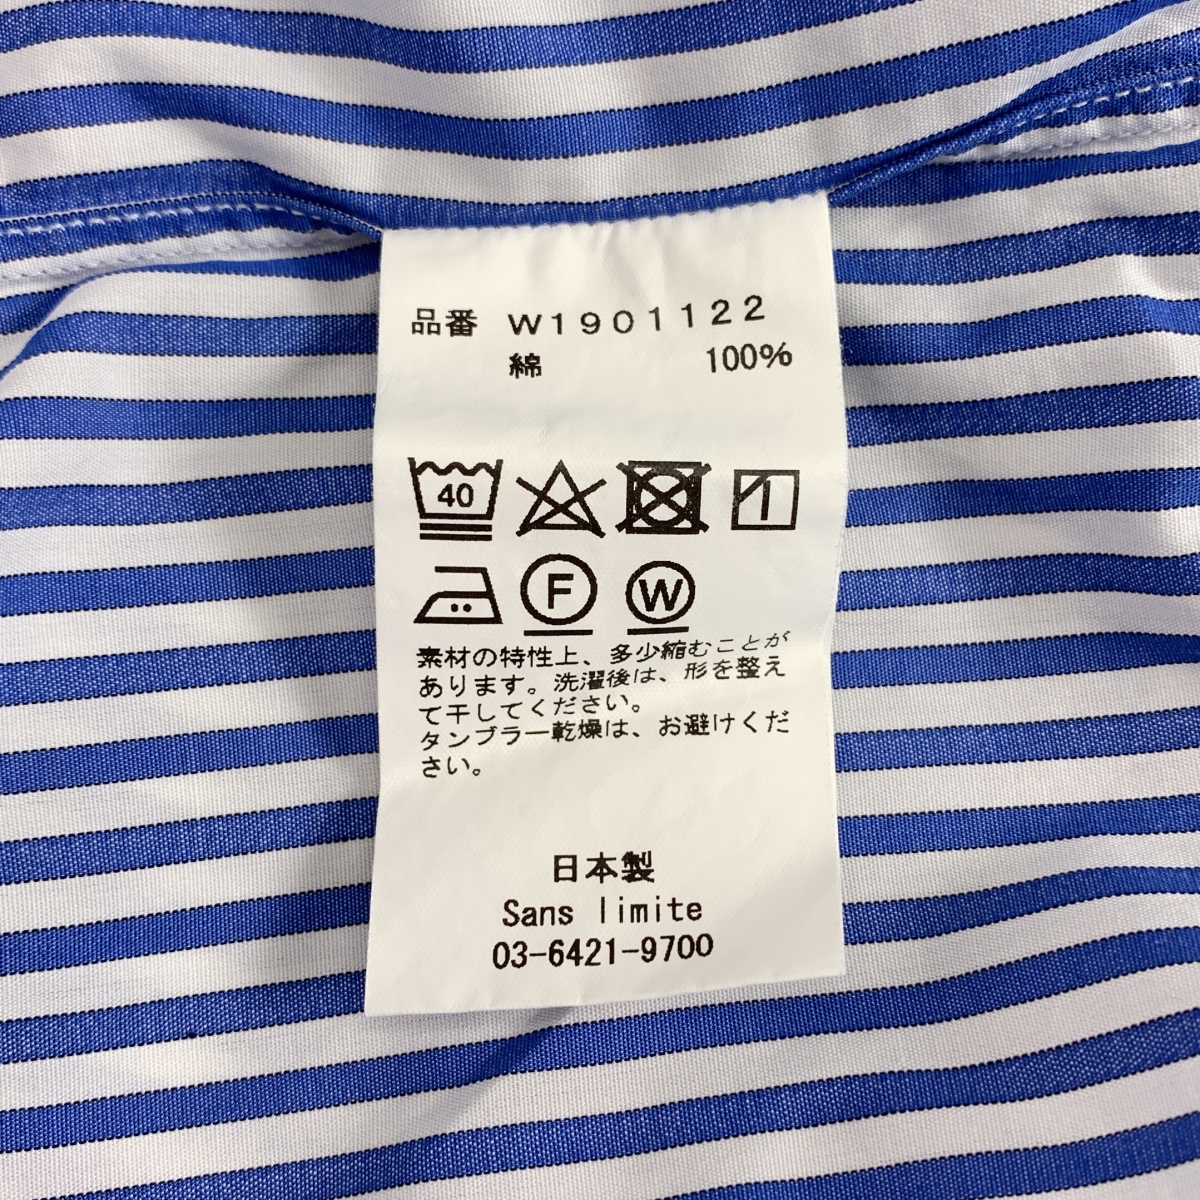 品番 W1901122
綿 100%
40
F W
素材の特性上、多少縮むことが
あります。洗濯後は、形を整え
て干してください。
タンブラー乾燥は、お避けくだ
さい。
日本製
Sans limite
03-6421-9700